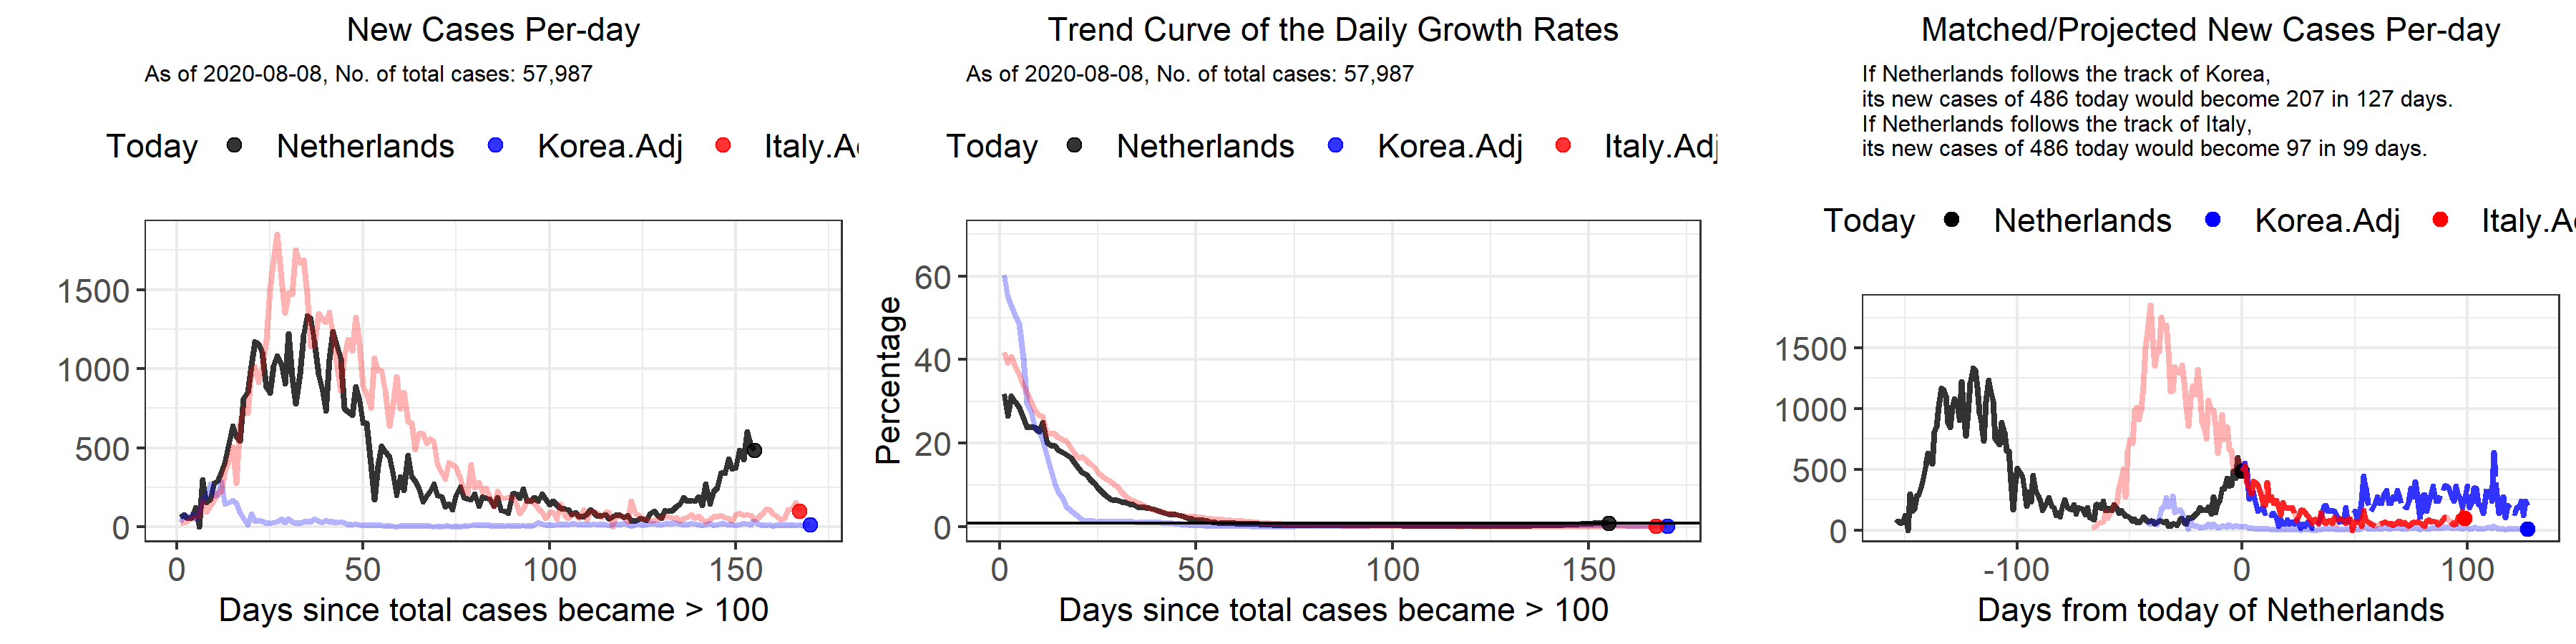 New Cases Per-day
As of 2020-08-08, No. of total cases: 57,987
Today Netherlands Korea.Adj Italy.A
1500
1000
500
0
0 50 100 150
Days since total cases became > 100
Trend Curve of the Daily Growth Rates
As of 2020-08-08, No. of total cases: 57,987
Today Netherlands Korea.Adj Italy.Adj
Percentage
60
40
20
0
0 50 100 150
Days since total cases became > 100
Matched/Projected New Cases Per-day
If Netherlands follows the track of Korea,
its new cases of 486 today would become 207 in 127 days.
If Netherlands follows the track of Italy,
its new cases of 486 today would become 97 in 99 days.
Today Netherlands Korea.Adj Italy.A
1500
1000
500
0
-100 0 100
Days from today of Netherlands